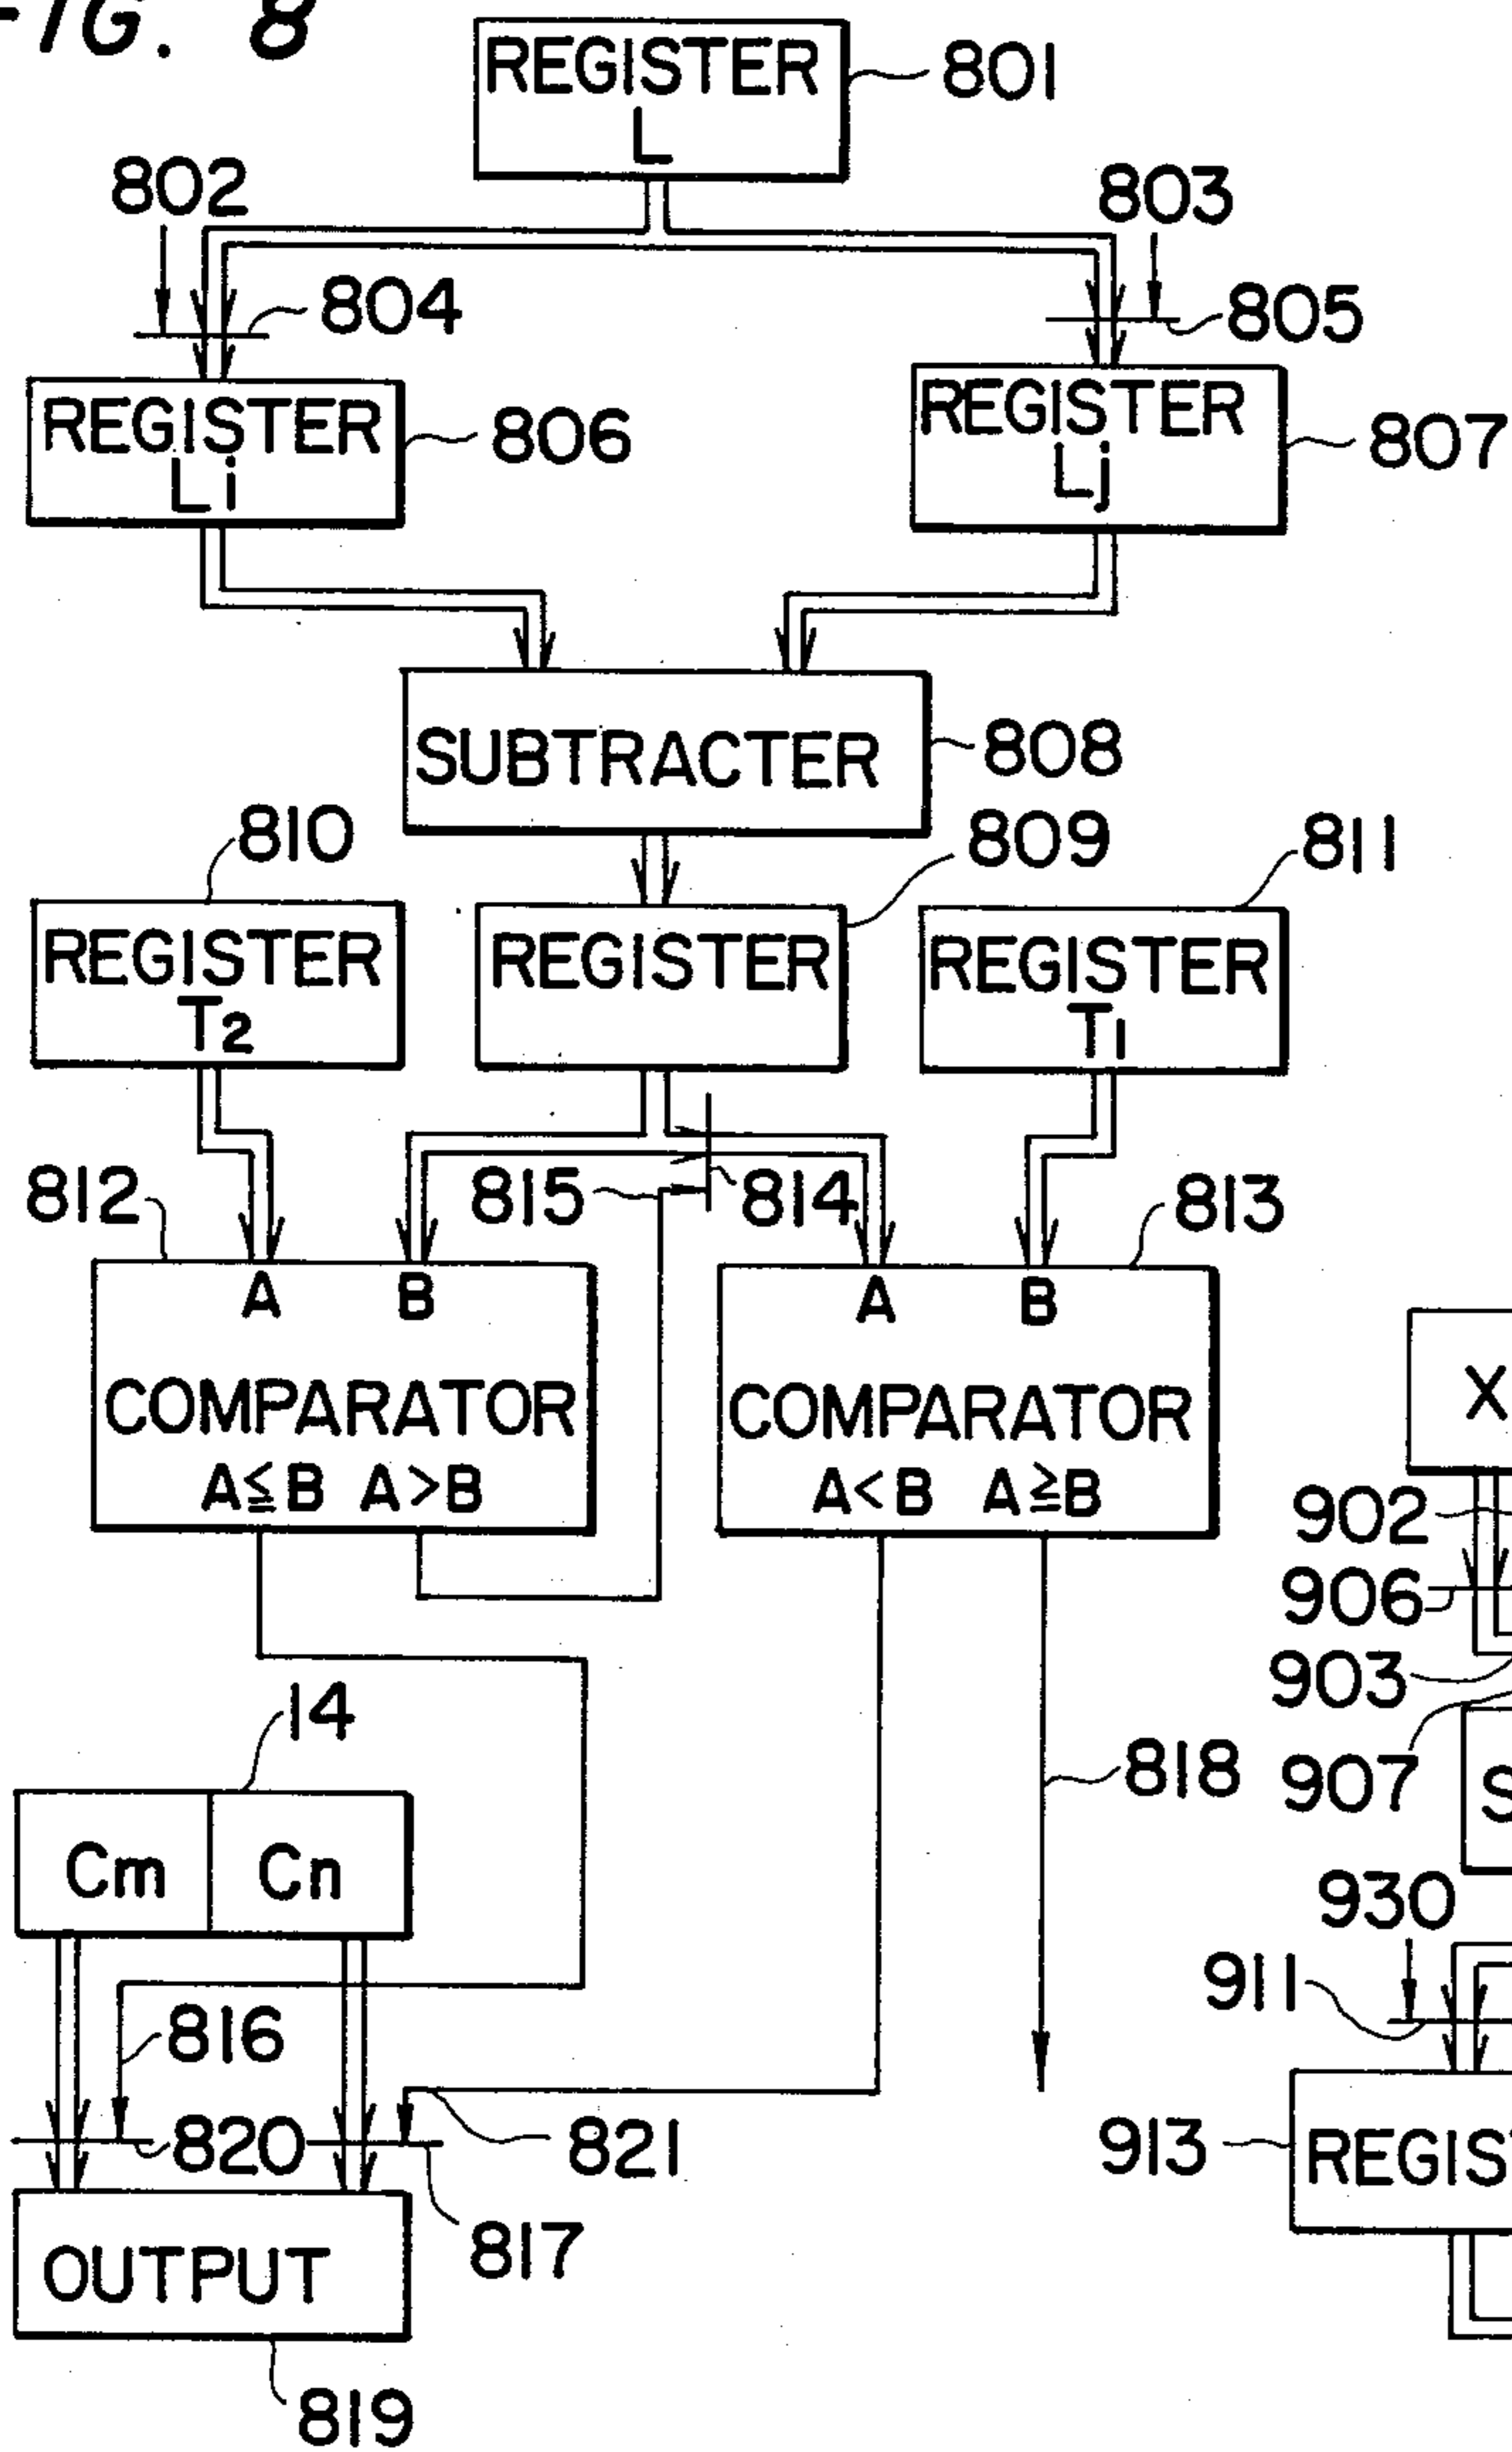 FIG. 8
REGISTER
L
801
802
803
804
805
REGISTER
Li
806
REGISTER
Lj
807
SUBTRACTER
808
809
810
811
REGISTER
T2
REGISTER
REGISTER
T1
812
815
814
813
A B
COMPARATOR
A≦B A>B
A B
COMPARATOR
A<B A≧B
X
902
906
903
907
S
14
Cm Cn
818
930
911
816
820
821
817
913
REGIS
OUTPUT
819